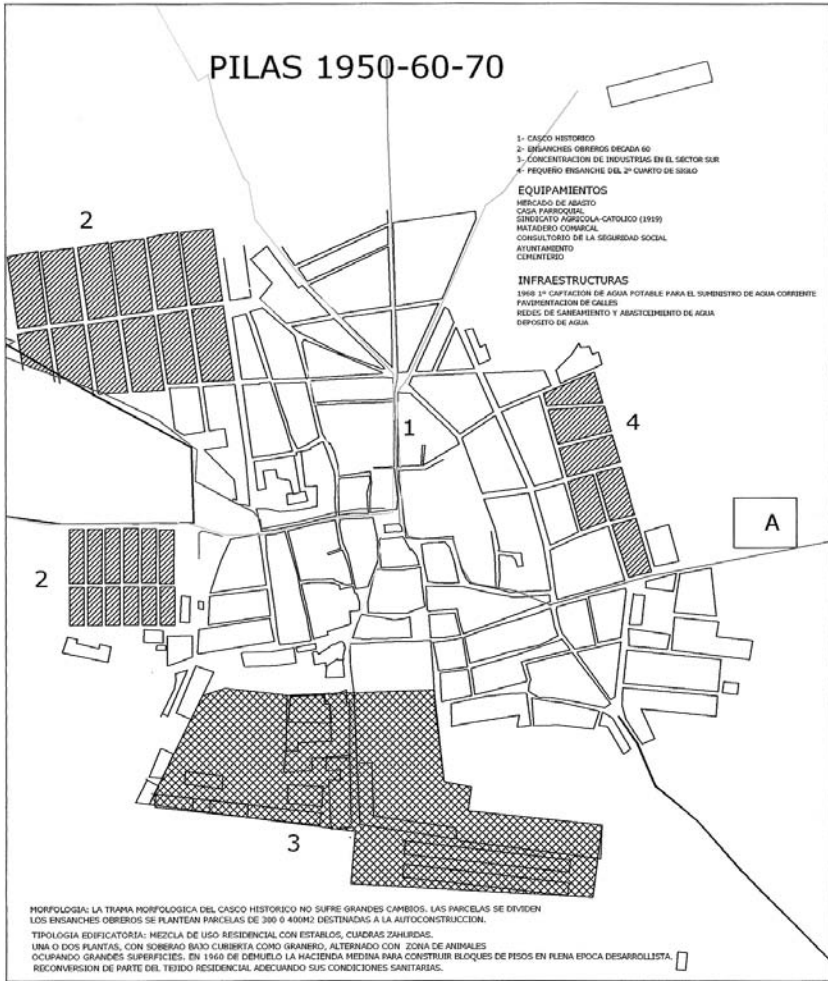 PILAS 1950-60-70
1- CASCO HISTORICO
2- ENSANCHES OBREROS DECADA 60
3- CONCENTRACION DE INDUSTRIAS EN EL SECTOR SUR
4- PEQUEÑO ENSANCHE DEL 2º CUARTO DE SIGLO
EQUIPAMIENTOS
MERCADO DE ABASTO
CASA PARROQUIAL
SINDICATO AGRICOLA-CATOLICO (1919)
MATADERO COMARCAL
CONSULTORIO DE LA SEGURIDAD SOCIAL
AYUNTAMIENTO
CEMENTERIO
INFRAESTRUCTURAS
1968 1ª CAPTACION DE AGUA POTABLE PARA EL SUMINISTRO DE AGUA CORRIENTE
PAVIMENTACION DE CALLES
REDES DE SANEAMIENTO Y ABASTCEIMIENTO DE AGUA
DEPOSITO DE AGUA
2
4
1
A
2
3
MORFOLOGIA: LA TRAMA MORFOLOGICA DEL CASCO HISTORICO NO SUFRE GRANDES CAMBIOS. LAS PARCELAS SE DIVIDEN
LOS ENSANCHES OBREROS SE PLANTEAN PARCELAS DE 300 O 400M2 DESTINADAS A LA AUTOCONSTRUCCION.
TIPOLOGIA EDIFICATORIA: MEZCLA DE USO RESIDENCIAL CON ESTABLOS, CUADRAS ZAHURDAS.
UNA O DOS PLANTAS, CON SOBERAO BAJO CUBIERTA COMO GRANERO, ALTERNADO CON ZONA DE ANIMALES
OCUPANDO GRANDES SUPERFICIES. EN 1960 DE DEMUELO LA HACIENDA MEDINA PARA CONSTRUIR BLOQUES DE PISOS EN PLENA EPOCA DESARROLLISTA.
RECONVERSION DE PARTE DEL TEJIDO RESIDENCIAL ADECUANDO SUS CONDICIONES SANITARIAS.